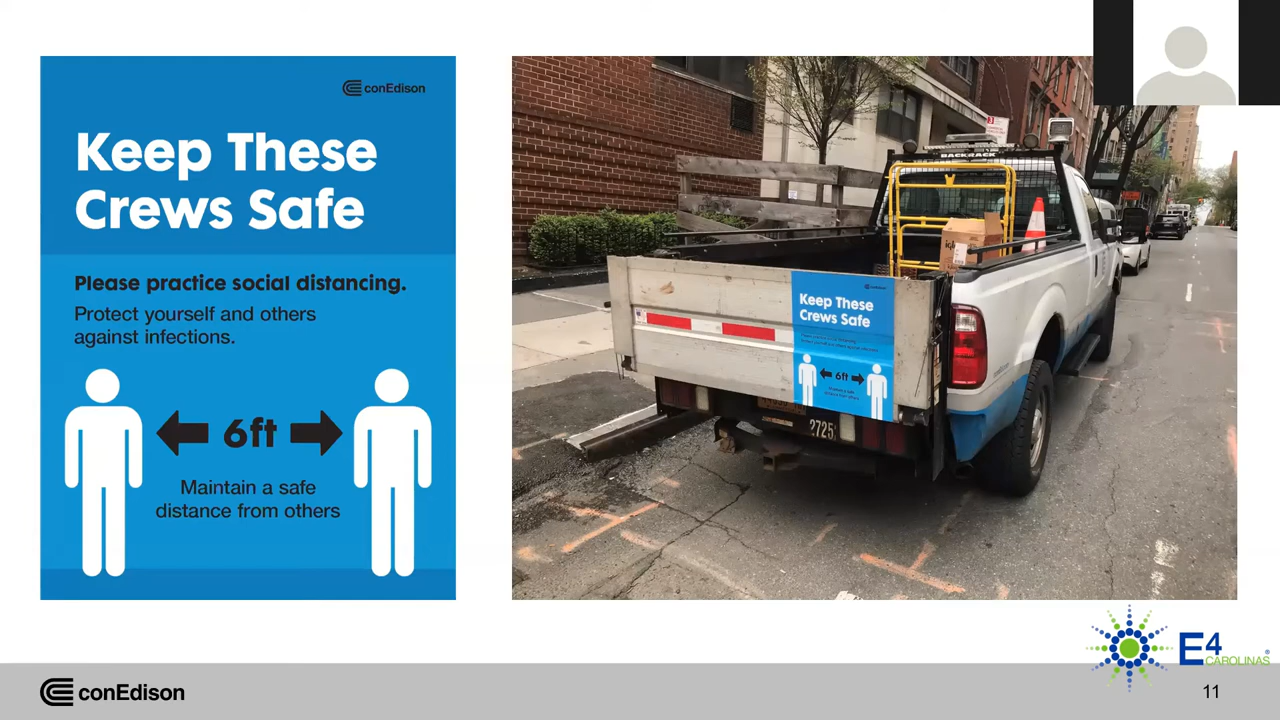 conEdison
Keep These
Crews Safe
Please practice social distancing.
Protect yourself and others
against infections.
6ft
Maintain a safe
distance from others
BACKRACK
conEdison
Keep These
Crews Safe
6ft
2725
E4
CAROLINAS®
conEdison
11